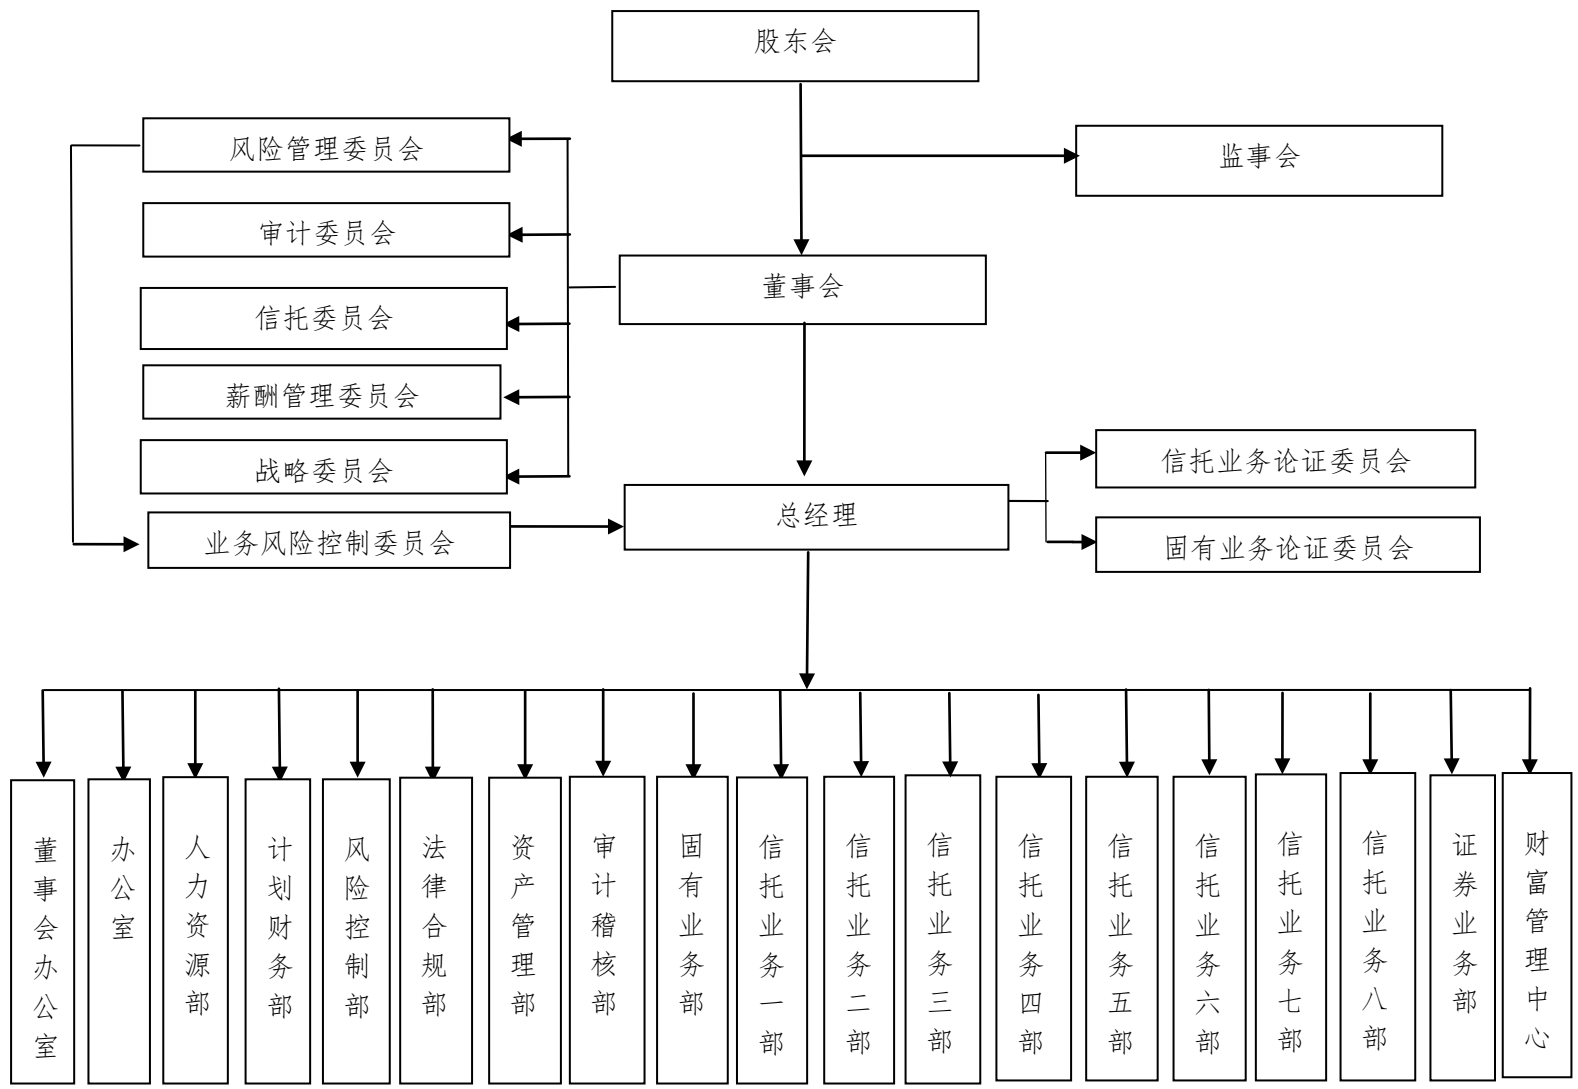 股东会
风险管理委员会
监事会
审计委员会
董事会
信托委员会
薪酬管理委员会
战略委员会
信托业务论证委员会
总经理
业务风险控制委员会
固有业务论证委员会
董事会办公室
办公室
人力资源部
计划财务部
风险控制部
法律合规部
资产管理部
审计稽核部
固有业务部
信托业务一部
信托业务二部
信托业务三部
信托业务四部
信托业务五部
信托业务六部
信托业务七部
信托业务八部
证券业务部
财富管理中心